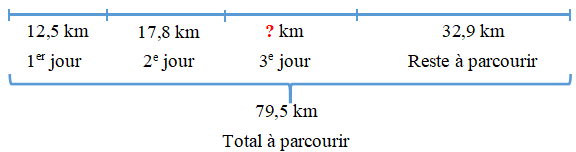 12,5 km 17,8 km ? km 32,9 km
1er jour 2e jour 3e jour Reste à parcourir
79,5 km
Total à parcourir